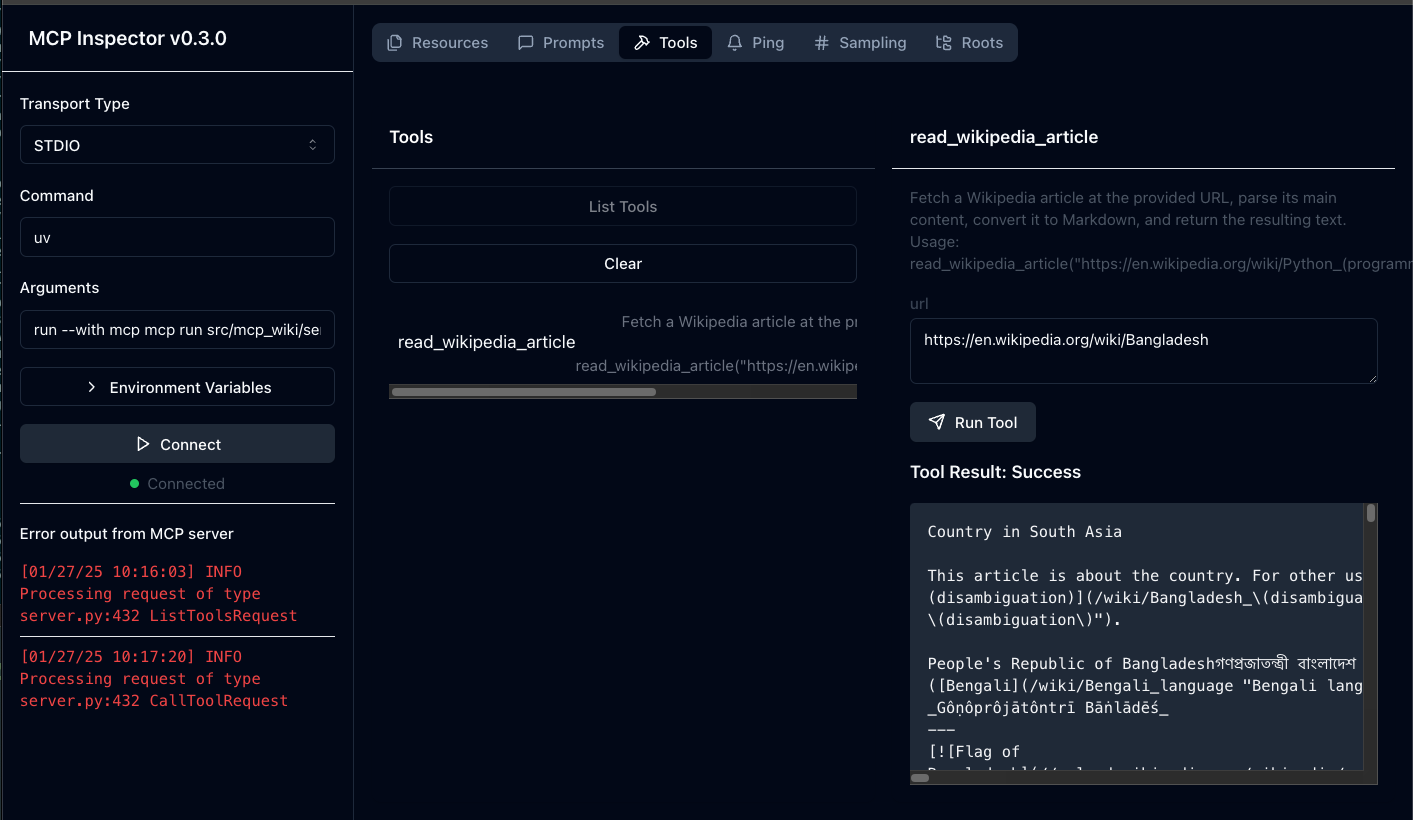 MCP Inspector v0.3.0
Transport Type
STDIO
Command
uv
Arguments
run --with mcp mcp run src/mcp_wiki/se
Environment Variables
Connect
Connected
Error output from MCP server
[01/27/25 10:16:03] INFO
Processing request of type
server.py:432 ListToolsRequest
[01/27/25 10:17:20] INFO
Processing request of type
server.py:432 CallToolRequest
Resources Prompts Tools Ping Sampling Roots
Tools
List Tools
Clear
Fetch a Wikipedia article at the pr
read_wikipedia_article
read_wikipedia_article("https://en.wikipe
read_wikipedia_article
Fetch a Wikipedia article at the provided URL, parse its main
content, convert it to Markdown, and return the resulting text.
Usage:
read_wikipedia_article("https://en.wikipedia.org/wiki/Python_(programm
url
https://en.wikipedia.org/wiki/Bangladesh
Run Tool
Tool Result: Success
Country in South Asia
This article is about the country. For other us
(disambiguation)](/wiki/Bangladesh_\(disambigua
\(disambiguation\)").
People's Republic of Bangladeshগণপ্রজাতন্ত্রী বাংলাদেশ
([Bengali](/wiki/Bengali_language "Bengali lang
_Gôṇôprôjātôntrī Bāṅlādēś_
---
[![Flag of